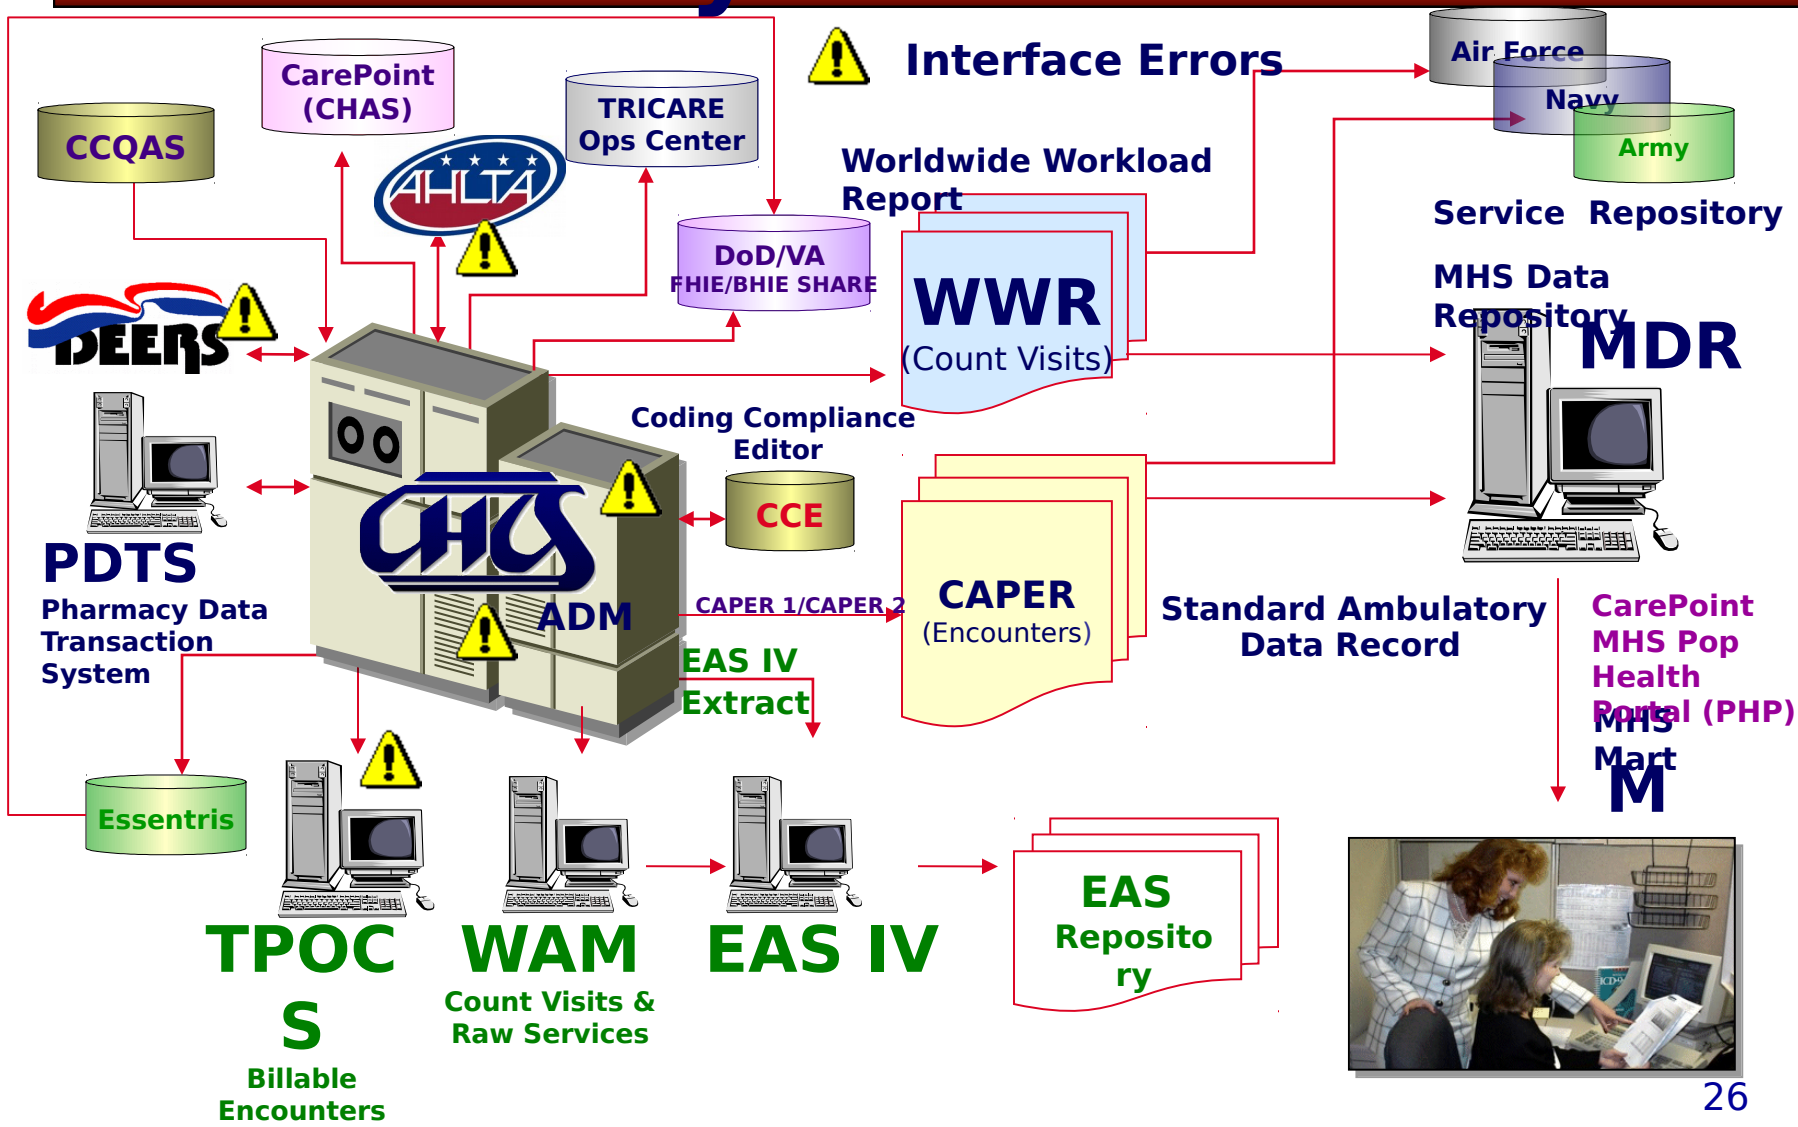 Interface Errors
Air Force
Navy
Army
CarePoint
(CHAS)
TRICARE
Ops Center
CCQAS
AHLTA
Worldwide Workload
Report
Service  Repository
DoD/VA
FHIE/BHIE SHARE
MHS Data
Repository
MDR
DEERS
WWR
(Count Visits)
Coding Compliance
Editor
CCE
CHCS
ADM
PDTS
Pharmacy Data
Transaction
System
CAPER 1/CAPER 2
CAPER
(Encounters)
Standard Ambulatory
Data Record
CarePoint
MHS Pop
Health
Portal (PHP)
MHS
Mart
M
EAS IV
Extract
Essentris
TPOC
S
Billable
Encounters
WAM
Count Visits &
Raw Services
EAS IV
EAS
Reposito
ry
26